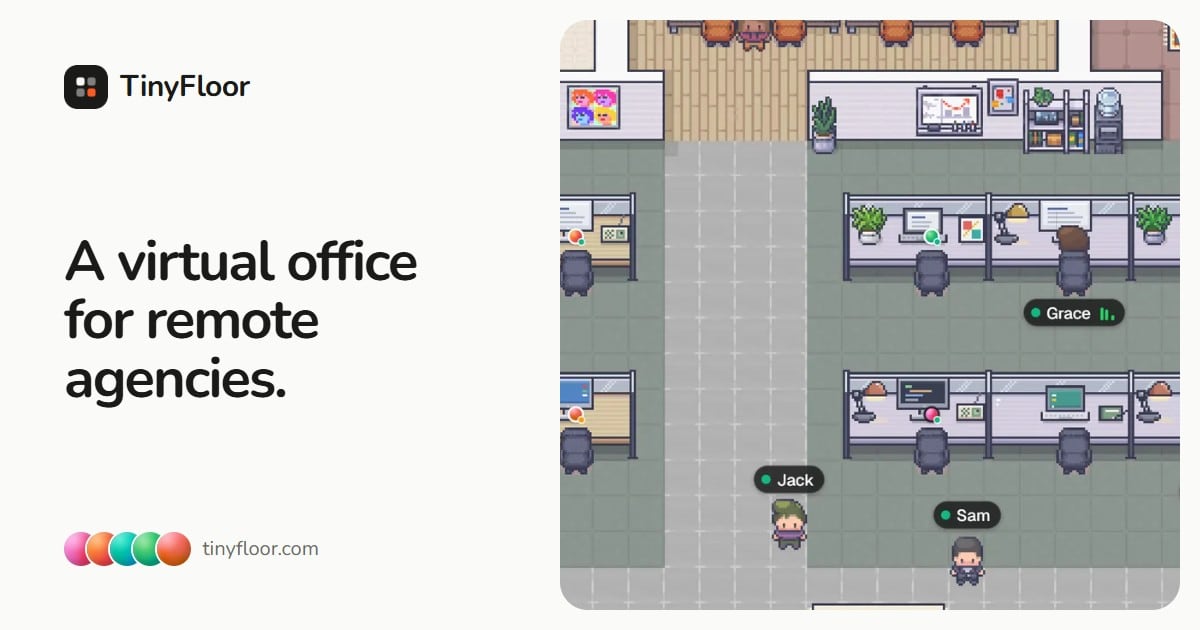 TinyFloor
A virtual office
for remote
agencies.
tinyfloor.com
Grace
Jack
Sam